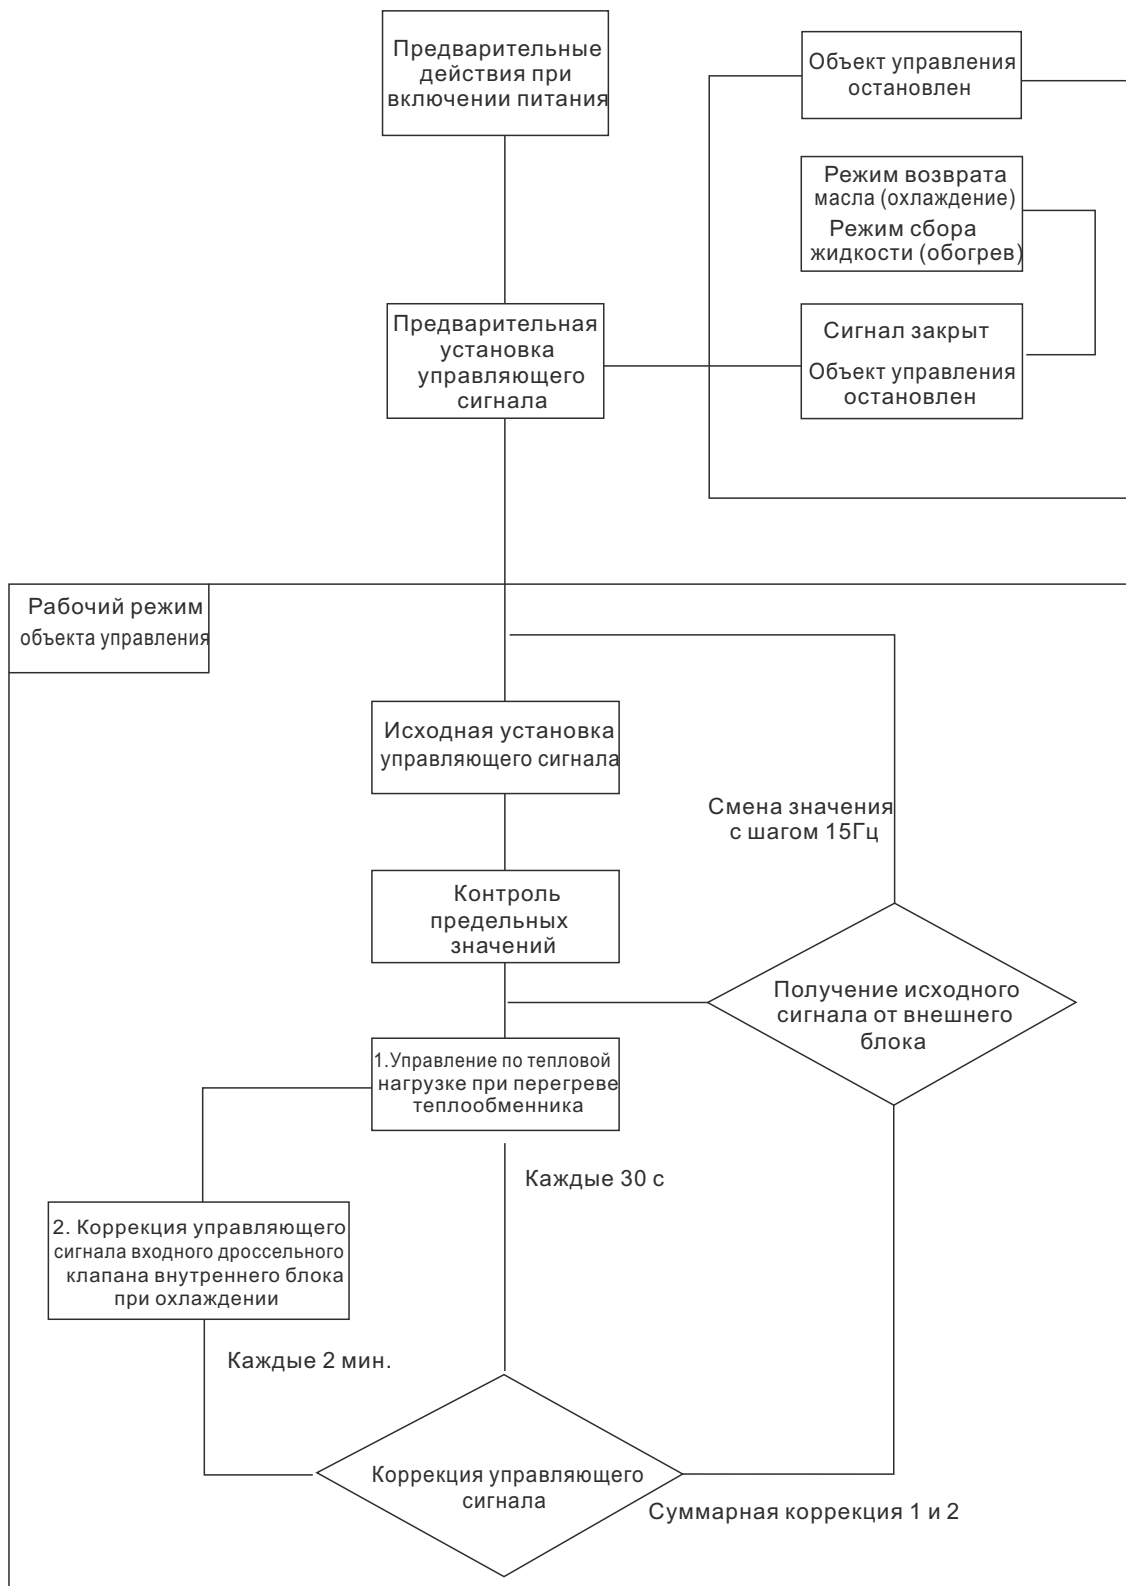 Предварительные
действия при
включении питания
Объект управления
остановлен
Режим возврата
масла (охлаждение)
Режим сбора
жидкости (обогрев)
Предварительная
установка
управляющего
сигнала
Сигнал закрыт
Объект управления
остановлен
Рабочий режим
объекта управления
Исходная установка
управляющего сигнала
Смена значения
с шагом 15Гц
Контроль
предельных
значений
Получение исходного
сигнала от внешнего
блока
1.Управление по тепловой
нагрузке при перегреве
теплообменника
Каждые 30 с
2. Коррекция управляющего
сигнала входного дроссельного
клапана внутреннего блока
при охлаждении
Каждые 2 мин.
Коррекция управляющего
сигнала
Суммарная коррекция 1 и 2